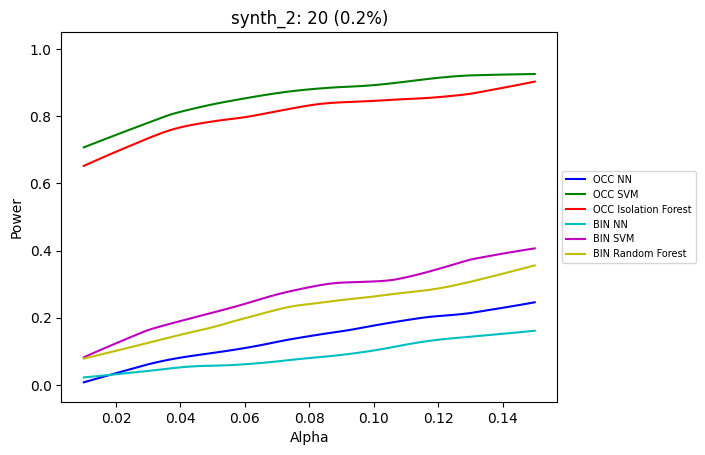 synth_2: 20 (0.2%)
1.0
0.8
0.6
0.4
0.2
0.0
Power
0.02 0.04 0.06 0.08 0.10 0.12 0.14
Alpha
OCC NN
OCC SVM
OCC Isolation Forest
BIN NN
BIN SVM
BIN Random Forest